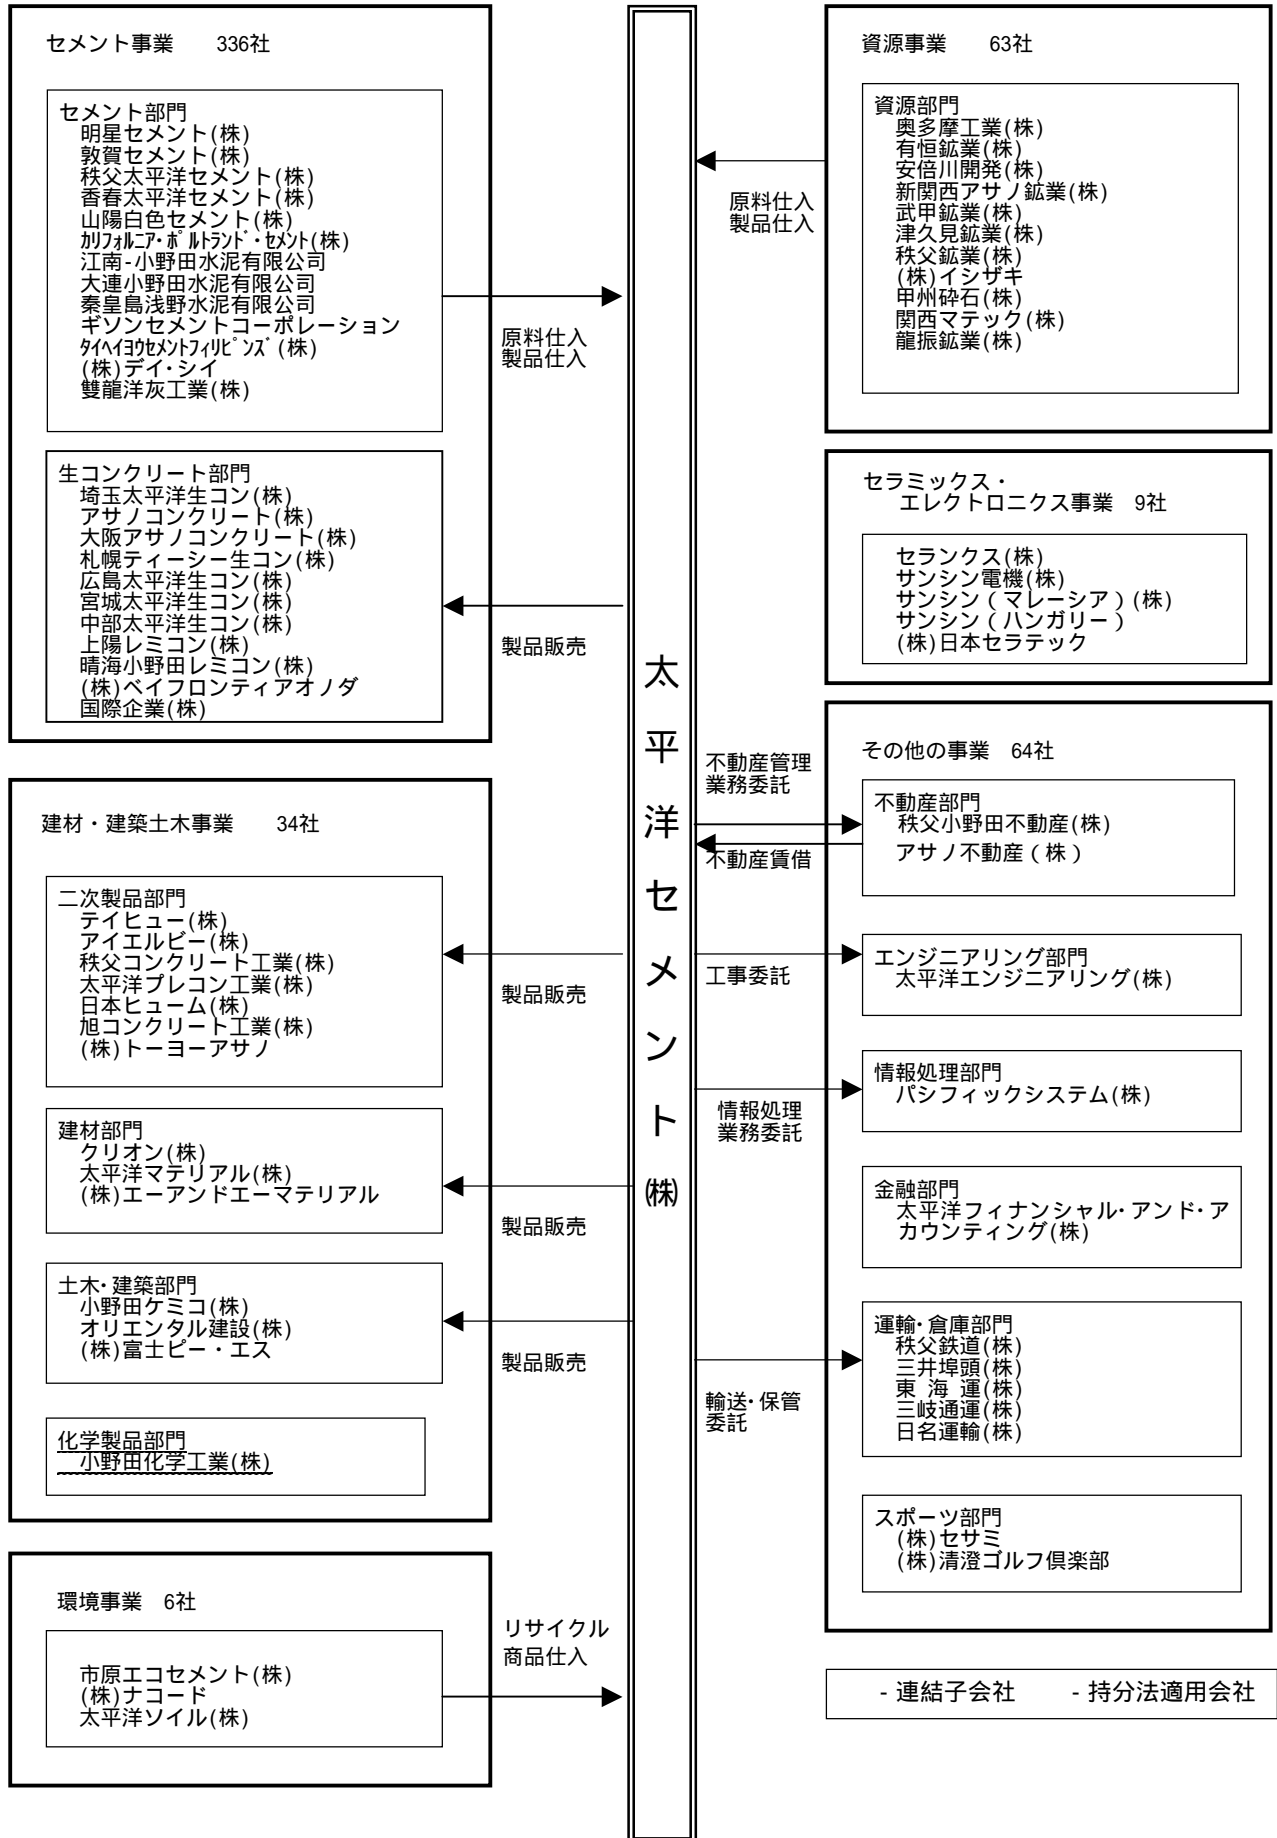 セメント事業　336社
セメント部門
明星セメント(株)
敦賀セメント(株)
秩父太平洋セメント(株)
香春太平洋セメント(株)
山陽白色セメント(株)
ｶﾘﾌｫﾙﾆｱ･ﾎﾟﾙﾄﾗﾝﾄﾞ･ｾﾒﾝﾄ(株)
江南-小野田水泥有限公司
大連小野田水泥有限公司
秦皇島浅野水泥有限公司
ギソンセメントコーポレーション
ﾀｲﾍｲﾖｳｾﾒﾝﾄﾌｨﾘﾋﾟﾝｽﾞ(株)
(株)デイ・シイ
雙龍洋灰工業(株)
原料仕入
製品仕入
生コンクリート部門
埼玉太平洋生コン(株)
アサノコンクリート(株)
大阪アサノコンクリート(株)
札幌ティーシー生コン(株)
広島太平洋生コン(株)
宮城太平洋生コン(株)
中部太平洋生コン(株)
上陽レミコン(株)
晴海小野田レミコン(株)
(株)ベイフロンティアオノダ
国際企業(株)
製品販売
建材・建築土木事業　34社
二次製品部門
テイヒュー(株)
アイエルビー(株)
秩父コンクリート工業(株)
太平洋プレコン工業(株)
日本ヒューム(株)
旭コンクリート工業(株)
(株)トーヨーアサノ
製品販売
建材部門
クリオン(株)
太平洋マテリアル(株)
(株)エーアンドエーマテリアル
製品販売
土木・建築部門
小野田ケミコ(株)
オリエンタル建設(株)
(株)富士ピー・エス
製品販売
化学製品部門
小野田化学工業(株)
環境事業　6社
市原エコセメント(株)
(株)ナコード
太平洋ソイル(株)
リサイクル
商品仕入
太平洋セメント㈱
資源事業　63社
資源部門
奥多摩工業(株)
有恒鉱業(株)
安倍川開発(株)
新関西アサノ鉱業(株)
武甲鉱業(株)
津久見鉱業(株)
秩父鉱業(株)
(株)イシザキ
甲州砕石(株)
関西マテック(株)
龍振鉱業(株)
原料仕入
製品仕入
セラミックス・
エレクトロニクス事業　9社
セランクス(株)
サンシン電機(株)
サンシン（マレーシア）(株)
サンシン（ハンガリー）
(株)日本セラテック
その他の事業　64社
不動産管理
業務委託
不動産賃借
不動産部門
秩父小野田不動産(株)
アサノ不動産（株）
工事委託
エンジニアリング部門
太平洋エンジニアリング(株)
情報処理
業務委託
情報処理部門
パシフィックシステム(株)
金融部門
太平洋フィナンシャル・アンド・ア
カウンティング(株)
輸送・保管
委託
運輸・倉庫部門
秩父鉄道(株)
三井埠頭(株)
東 海 運(株)
三岐通運(株)
日名運輸(株)
スポーツ部門
(株)セサミ
(株)清澄ゴルフ倶楽部
- 連結子会社　- 持分法適用会社